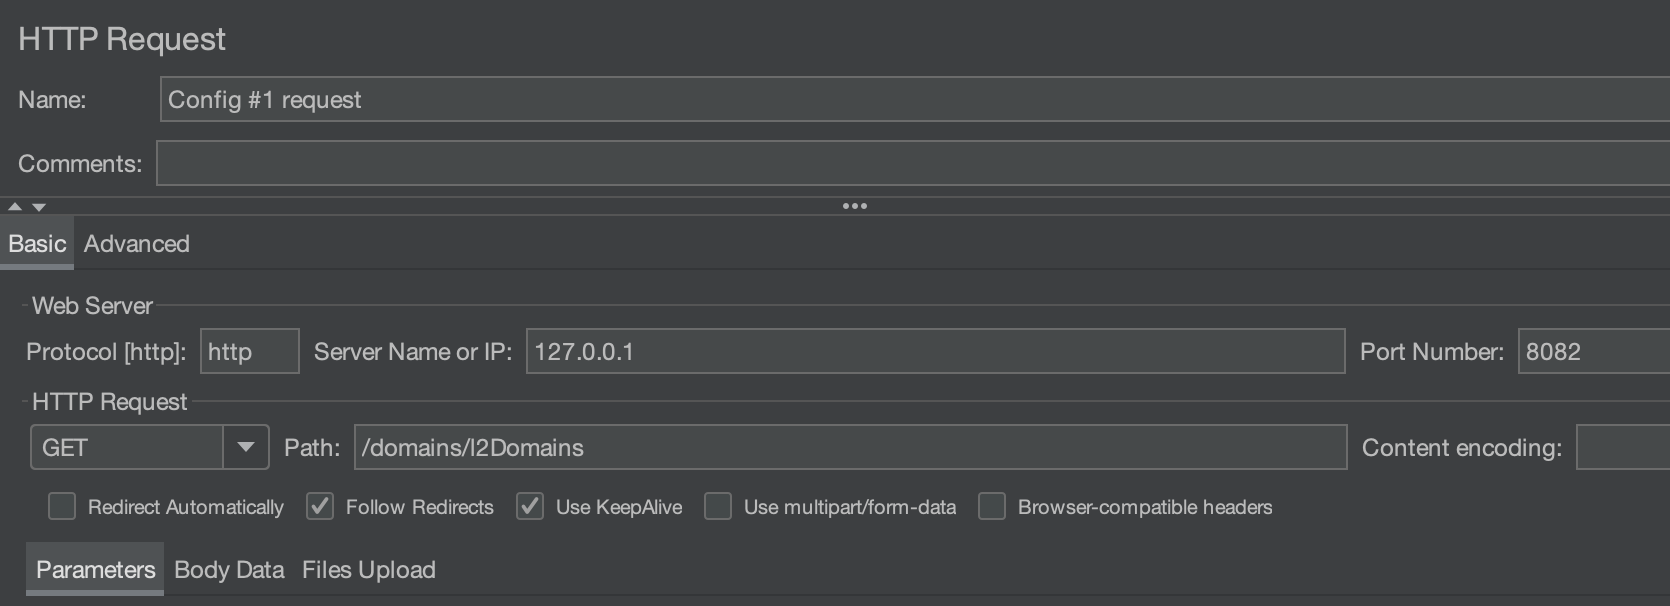 HTTP Request
Name: Config #1 request
Comments:
Basic Advanced
Web Server
Protocol [http]: http Server Name or IP: 127.0.0.1 Port Number: 8082
HTTP Request
GET Path: /domains/l2Domains Content encoding:
Redirect Automatically Follow Redirects Use KeepAlive Use multipart/form-data Browser-compatible headers
Parameters Body Data Files Upload